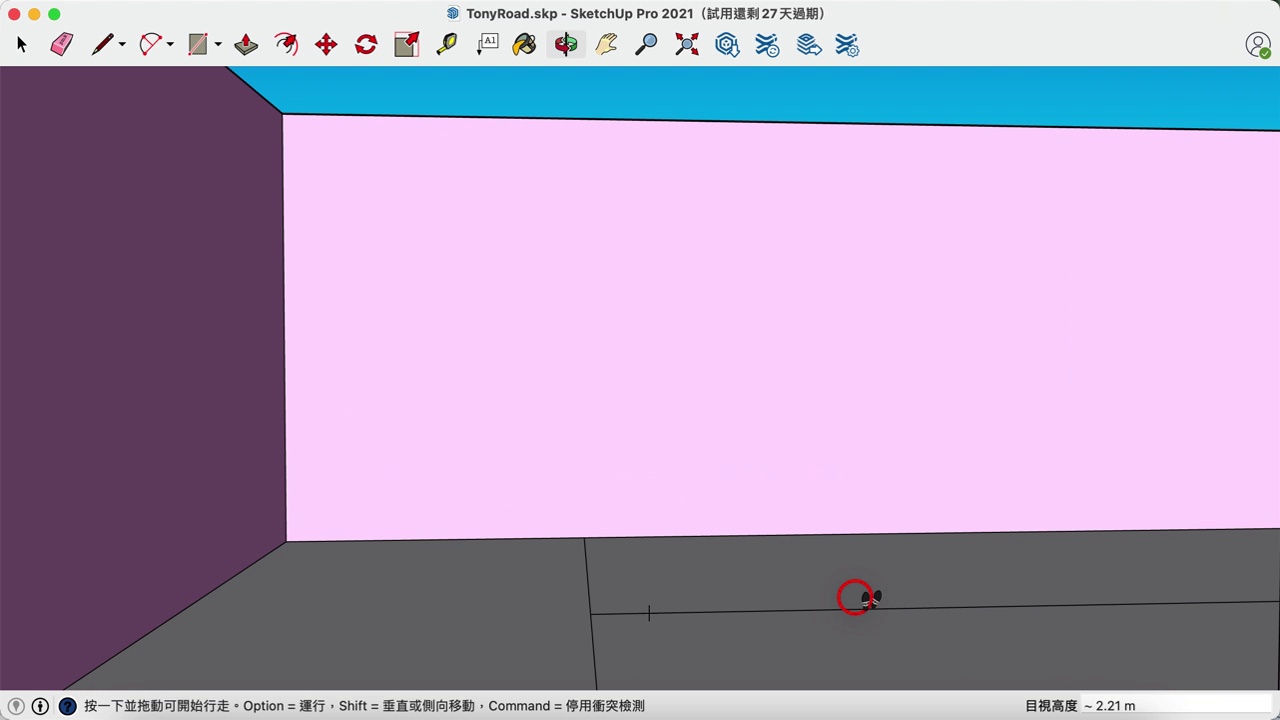 TonyRoad.skp - SketchUp Pro 2021（試用還剩 27 天過期）
A1
按一下並拖動可開始行走。Option = 運行，Shift = 垂直或側向移動，Command = 停用衝突檢測
目視高度 ~ 2.21 m